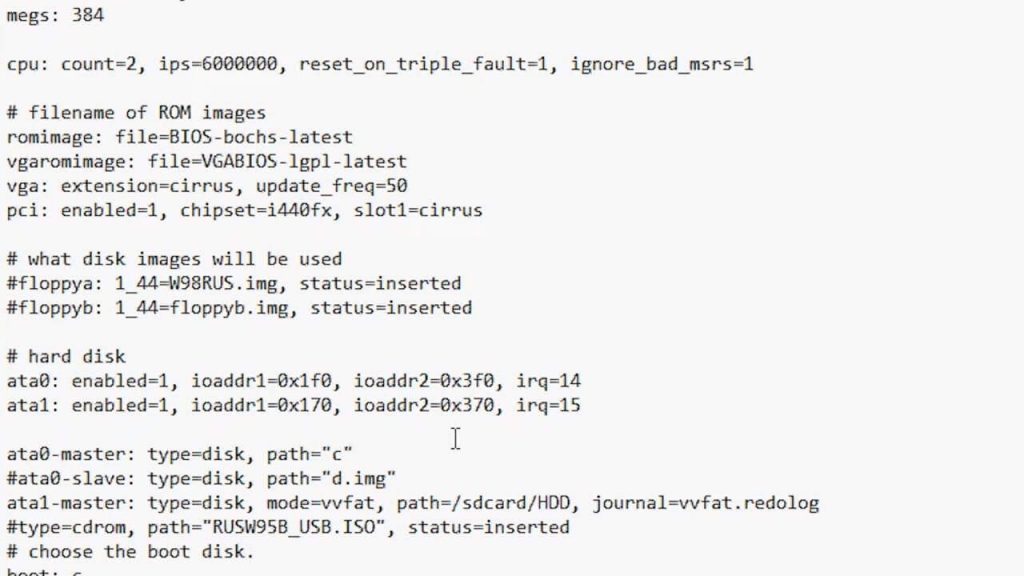 megs: 384
cpu: count=2, ips=6000000, reset_on_triple_fault=1, ignore_bad_msrs=1
# filename of ROM images
romimage: file=BIOS-bochs-latest
vgaromimage: file=VGABIOS-lgpl-latest
vga: extension=cirrus, update_freq=50
pci: enabled=1, chipset=i440fx, slot1=cirrus
# what disk images will be used
#floppya: 1_44=W98RUS.img, status=inserted
#floppyb: 1_44=floppyb.img, status=inserted
# hard disk
ata0: enabled=1, ioaddr1=0x1f0, ioaddr2=0x3f0, irq=14
ata1: enabled=1, ioaddr1=0x170, ioaddr2=0x370, irq=15
ata0-master: type=disk, path="c"
#ata0-slave: type=disk, path="d.img"
ata1-master: type=disk, mode=vvfat, path=/sdcard/HDD, journal=vvfat.redolog
#type=cdrom, path="RUSW95B_USB.ISO", status=inserted
# choose the boot disk.
boot: c